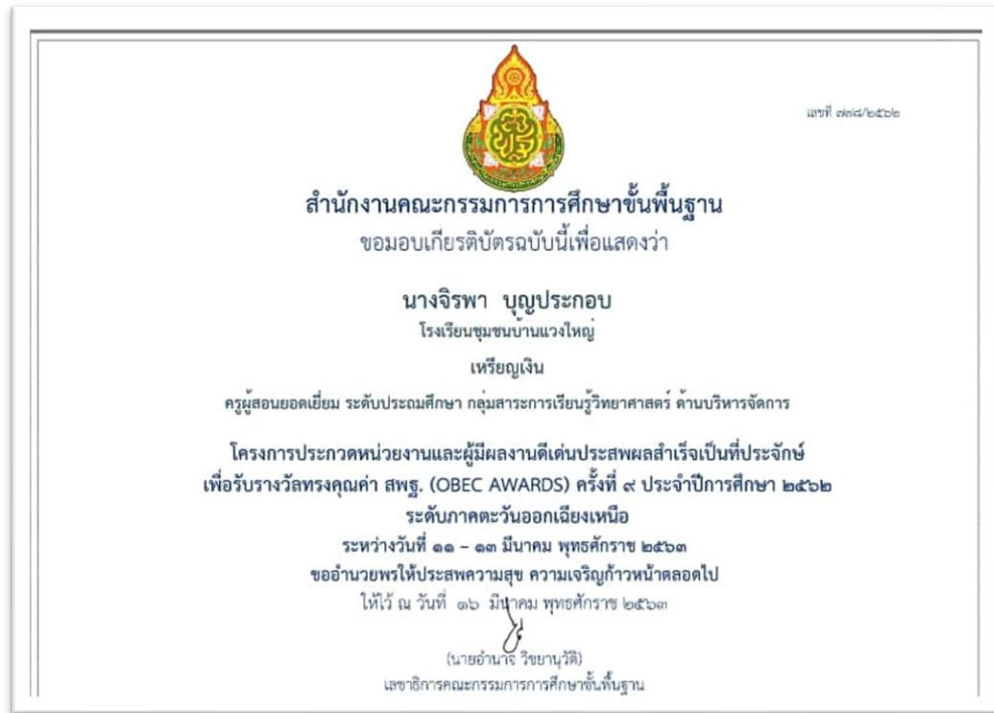 เลขที่ ๗๗๘/๒๕๖๒
สำนักงานคณะกรรมการการศึกษาขั้นพื้นฐาน
ขอมอบเกียรติบัตรฉบับนี้เพื่อแสดงว่า
นางจิรพา บุญประกอบ
โรงเรียนชุมชนบ้านแวงใหญ่
เหรียญเงิน
ครูผู้สอนยอดเยี่ยม ระดับประถมศึกษา กลุ่มสาระการเรียนรู้วิทยาศาสตร์ ด้านบริหารจัดการ
โครงการประกวดหน่วยงานและผู้มีผลงานดีเด่นประสพผลสำเร็จเป็นที่ประจักษ์
เพื่อรับรางวัลทรงคุณค่า สพฐ. (OBEC AWARDS) ครั้งที่ ๙ ประจำปีการศึกษา ๒๕๖๒
ระดับภาคตะวันออกเฉียงเหนือ
ระหว่างวันที่ ๑๑ – ๑๓ มีนาคม พุทธศักราช ๒๕๖๓
ขออำนวยพรให้ประสพความสุข ความเจริญก้าวหน้าตลอดไป
ให้ไว้ ณ วันที่ ๑๖ มีนาคม พุทธศักราช ๒๕๖๓
(นายอำนาจ วิชยานุวัติ)
เลขาธิการคณะกรรมการการศึกษาขั้นพื้นฐาน